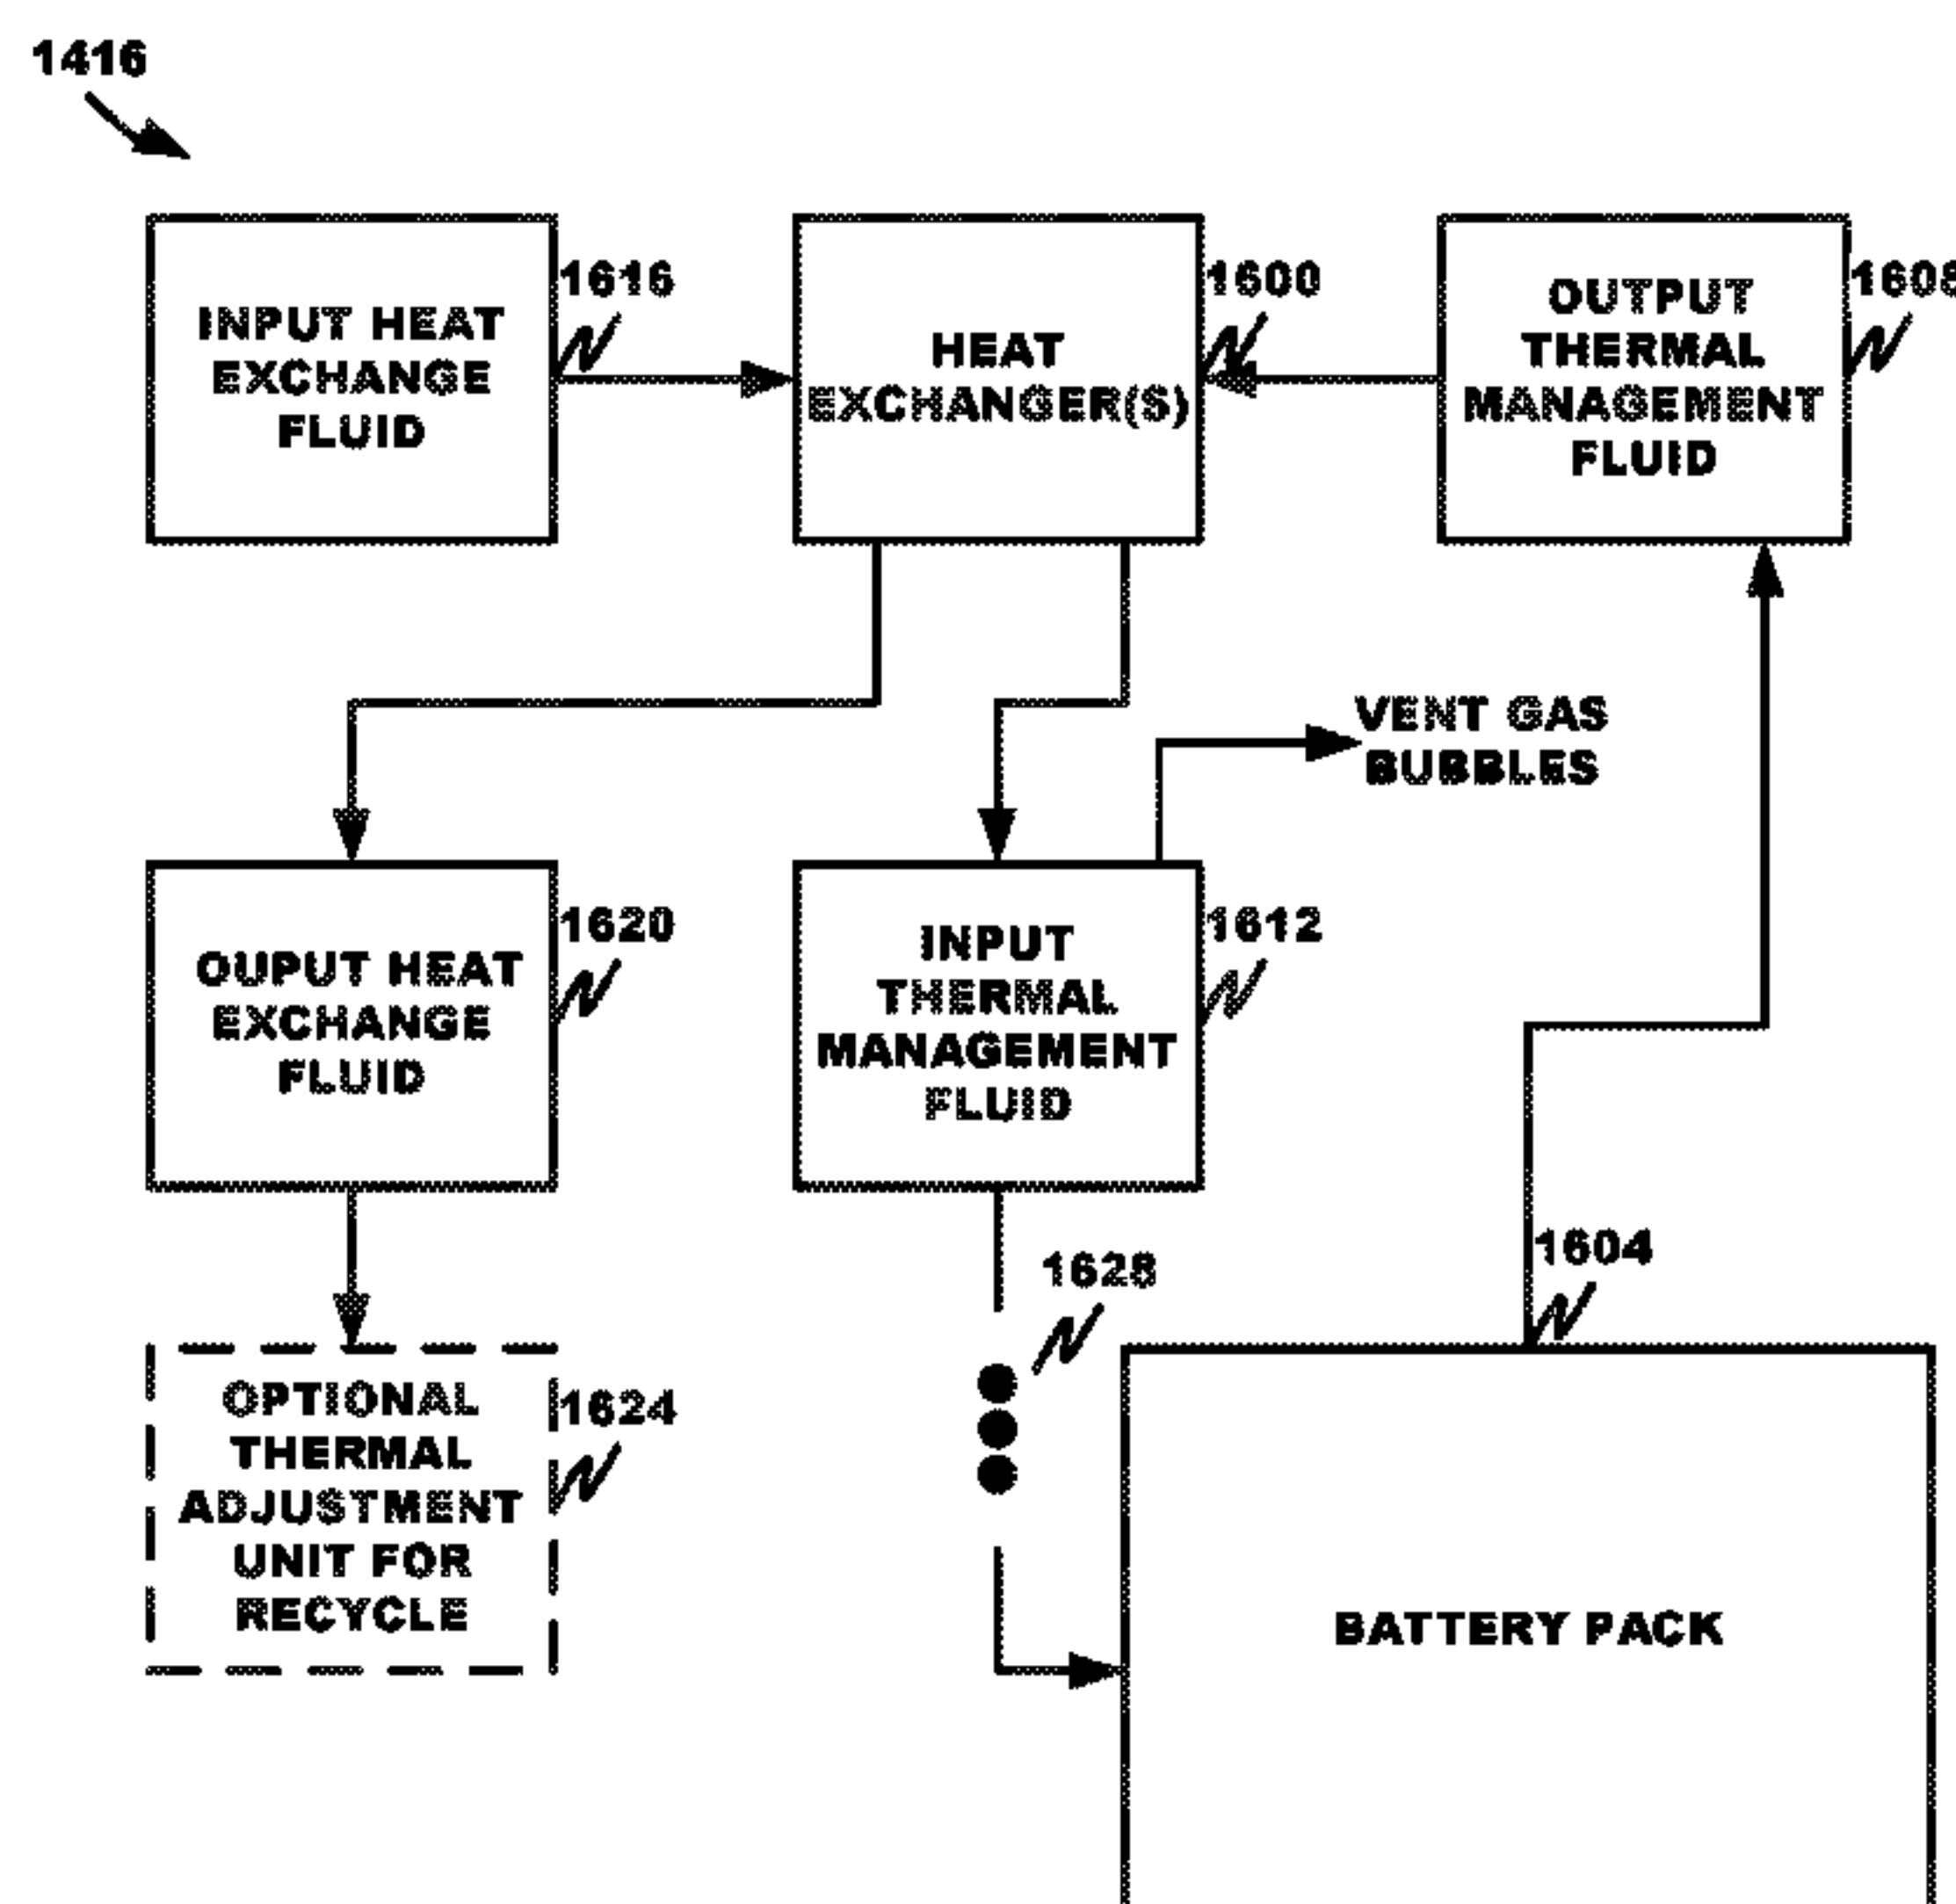 1416
INPUT HEAT
EXCHANGE
FLUID
1616
HEAT
EXCHANGER(S)
1600
OUTPUT
THERMAL
MANAGEMENT
FLUID
1608
VENT GAS
BUBBLES
OUPUT HEAT
EXCHANGE
FLUID
1620
INPUT
THERMAL
MANAGEMENT
FLUID
1612
1628
1604
OPTIONAL
THERMAL
ADJUSTMENT
UNIT FOR
RECYCLE
1624
BATTERY PACK